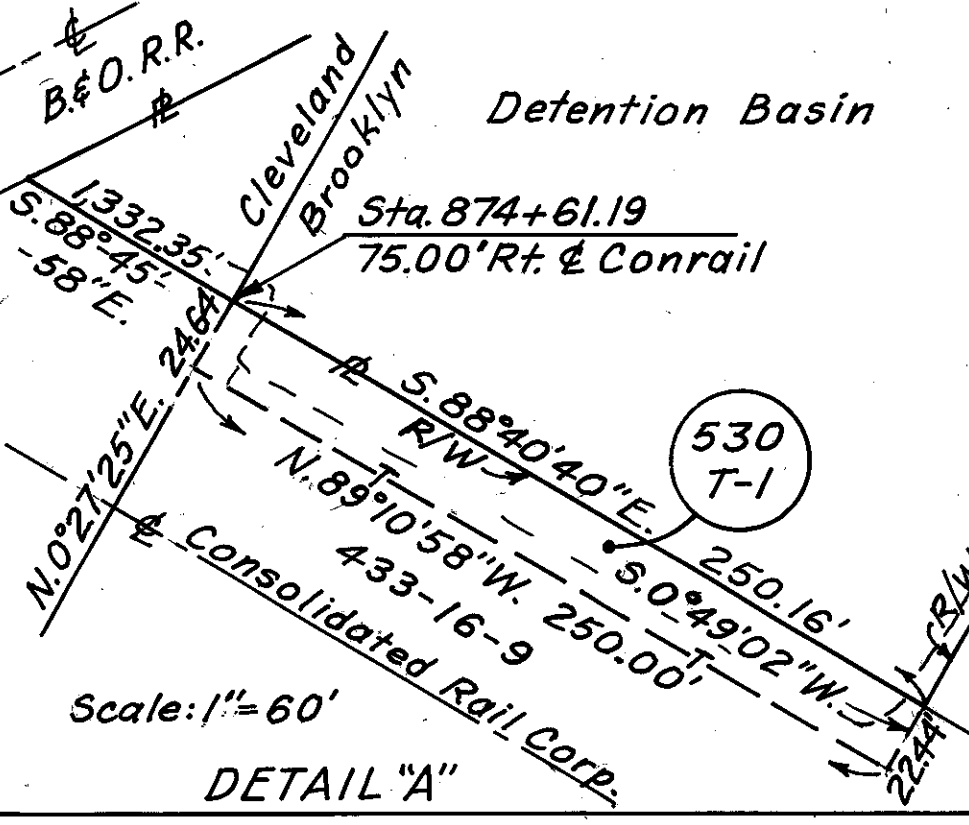 ℄
B.&O.R.R.
℄
Cleveland
Brooklyn
Detention Basin
1,332.35'
S.88°-45'-
-58"E.
Sta. 874+61.19
75.00'Rt. ℄ Conrail
24.64
N.0°27'25"E.
℄ Consolidated Rail Corp.
P̵L
S.88°40'40"E. 250.16'
R/W
T
N.89°10'58"W. 250.00'
T
433-16-9
530
T-1
S.0°49'02"W.
22.44'
R/W
Scale: 1"=60'
DETAIL "A"